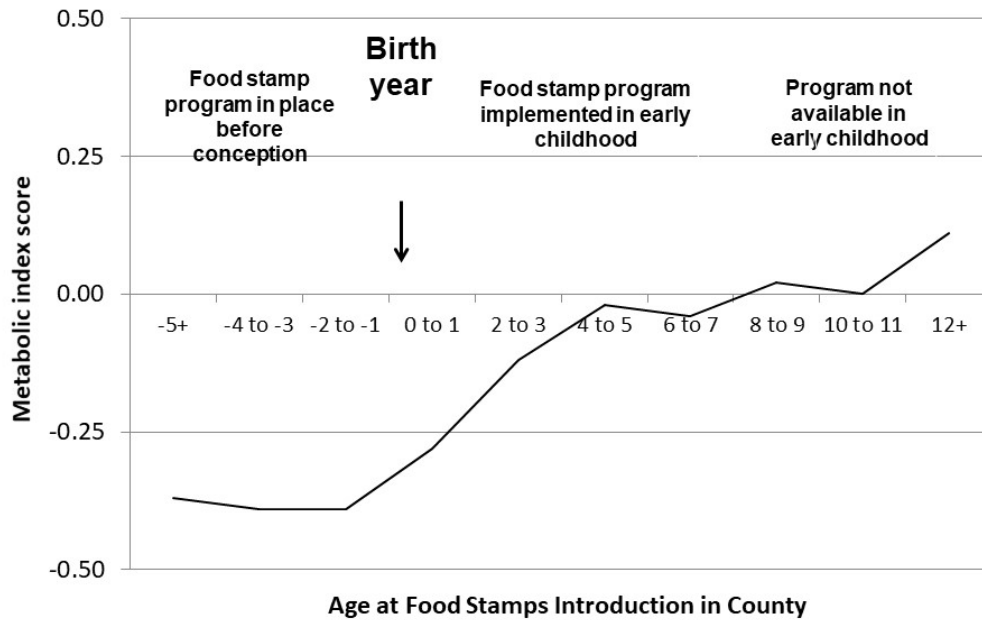 0.50
0.25
0.00
-0.25
-0.50
Metabolic index score
Food stamp
program in place
before
conception
Birth
year
Food stamp program
implemented in early
childhood
Program not
available in
early childhood
-5+ -4 to -3 -2 to -1 0 to 1 2 to 3 4 to 5 6 to 7 8 to 9 10 to 11 12+
Age at Food Stamps Introduction in County